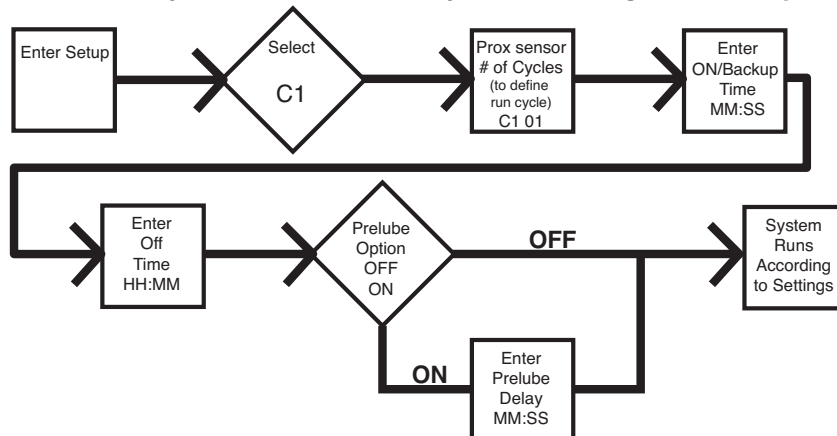 Enter Setup
Select
C1
Prox sensor
# of Cycles
(to define
run cycle)
C1 01
Enter
ON/Backup
Time
MM:SS
Enter
Off
Time
HH:MM
Prelube
Option
OFF
ON
OFF
ON
Enter
Prelube
Delay
MM:SS
System
Runs
According
to Settings